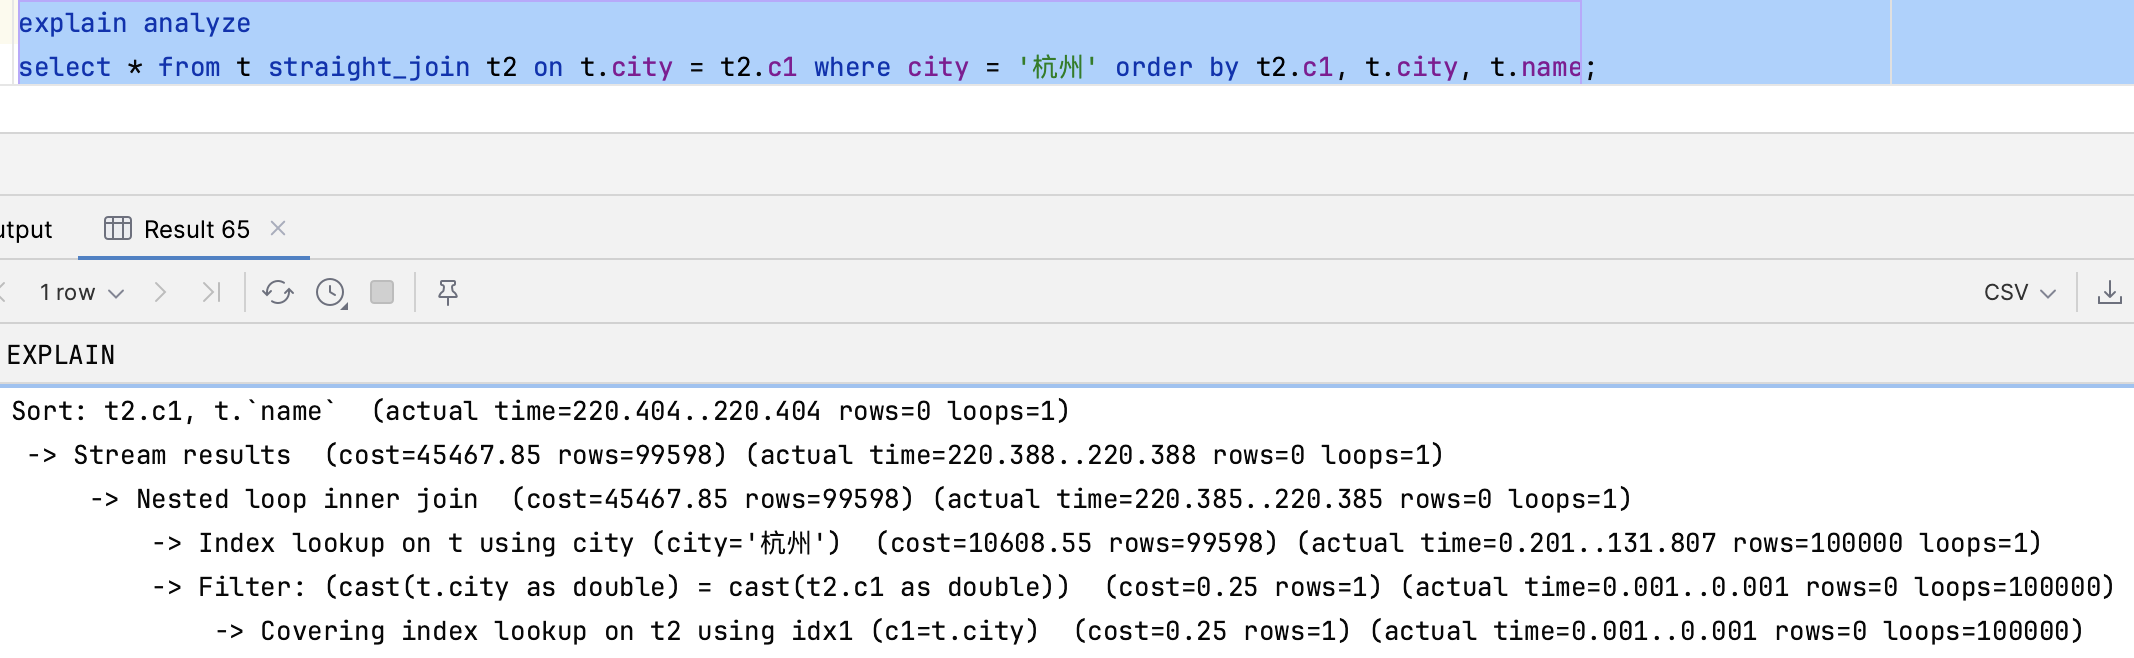 explain analyze
select * from t straight_join t2 on t.city = t2.c1 where city = '杭州' order by t2.c1, t.city, t.name;
utput
Result 65
1 row
CSV
EXPLAIN
Sort: t2.c1, t.`name`  (actual time=220.404..220.404 rows=0 loops=1)
-> Stream results  (cost=45467.85 rows=99598) (actual time=220.388..220.388 rows=0 loops=1)
-> Nested loop inner join  (cost=45467.85 rows=99598) (actual time=220.385..220.385 rows=0 loops=1)
-> Index lookup on t using city (city='杭州')  (cost=10608.55 rows=99598) (actual time=0.201..131.807 rows=100000 loops=1)
-> Filter: (cast(t.city as double) = cast(t2.c1 as double))  (cost=0.25 rows=1) (actual time=0.001..0.001 rows=0 loops=100000)
-> Covering index lookup on t2 using idx1 (c1=t.city)  (cost=0.25 rows=1) (actual time=0.001..0.001 rows=0 loops=100000)